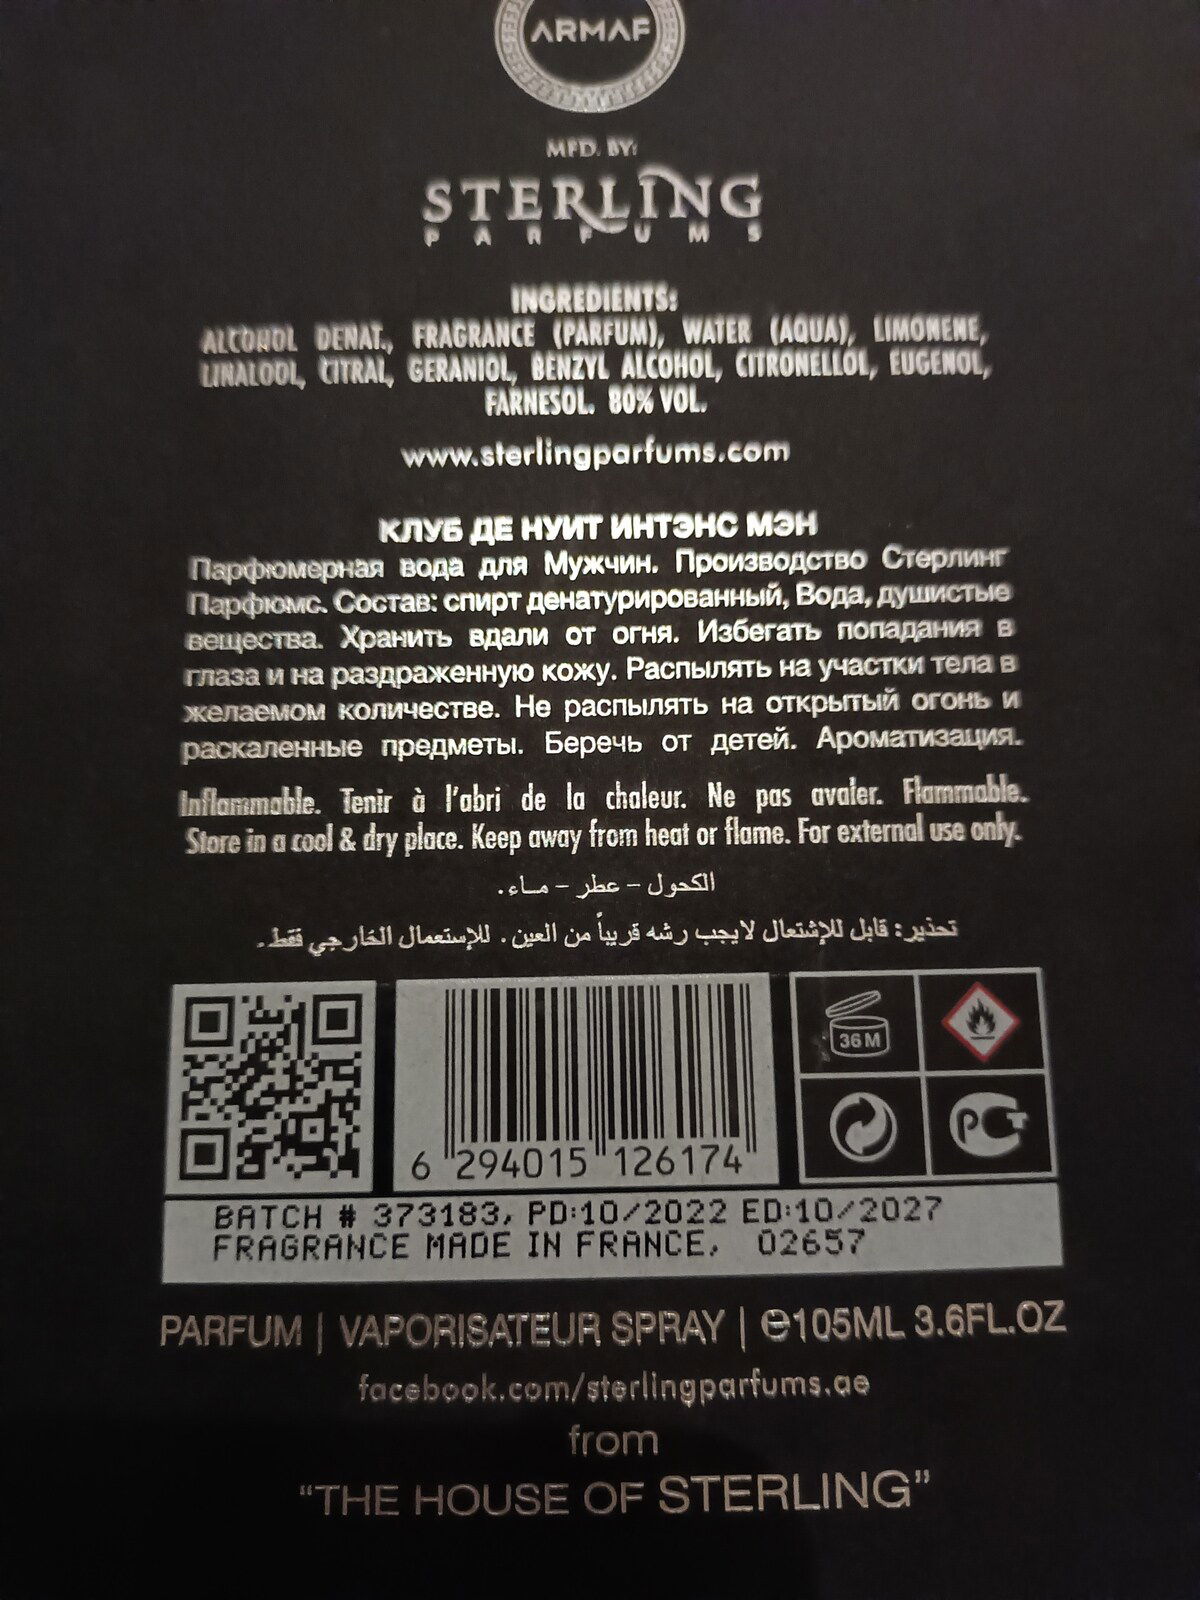 ARMAF
MFD. BY:
STERLING
PARFUMS
INGREDIENTS:
ALCOHOL DENAT., FRAGRANCE (PARFUM), WATER (AQUA), LIMONENE,
LINALOOL, CITRAL, GERANIOL, BENZYL ALCOHOL, CITRONELLOL, EUGENOL,
FARNESOL. 80% VOL.
www.sterlingparfums.com
КЛУБ ДЕ НУИТ ИНТЭНС МЭН
Парфюмерная вода для Мужчин. Производство Стерлинг
Парфюмс. Состав: спирт денатурированный, Вода, душистые
вещества. Хранить вдали от огня. Избегать попадания в
глаза и на раздраженную кожу. Распылять на участки тела в
желаемом количестве. Не распылять на открытый огонь и
раскаленные предметы. Беречь от детей. Ароматизация.
Inflammable. Tenir à l'abri de la chaleur. Ne pas avaler. Flammable.
Store in a cool & dry place. Keep away from heat or flame. For external use only.
الكحول – عطر – مـاء.
تحذير: قابل للإشتعال لايجب رشه قريباً من العين. للإستعمال الخارجي فقط.
36 M
PCT
6 294015 126174
BATCH # 373183, PD:10/2022 ED:10/2027
FRAGRANCE MADE IN FRANCE, 02657
PARFUM | VAPORISATEUR SPRAY | ℮105ML 3.6FL.OZ
facebook.com/sterlingparfums.ae
from
“THE HOUSE OF STERLING”